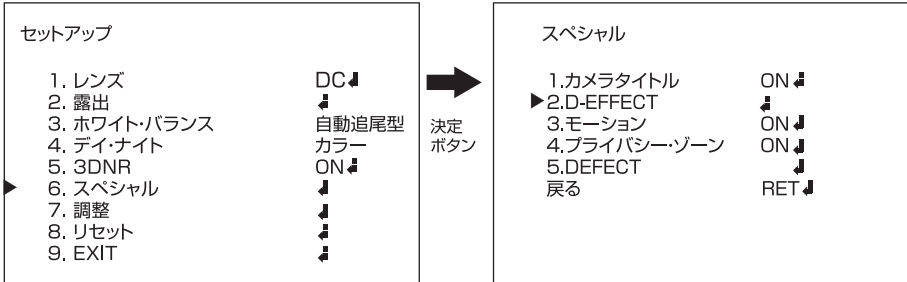 セットアップ
1. レンズ DC↲
2. 露出 ↲
3. ホワイト・バランス 自動追尾型
4. デイ・ナイト カラー
5. 3DNR ON↲
▶ 6. スペシャル ↲
7. 調整 ↲
8. リセット ↲
9. EXIT ↲
決定
ボタン
スペシャル
1.カメラタイトル ON↲
▶2.D-EFFECT ↲
3.モーション ON↲
4.プライバシー・ゾーン ON↲
5.DEFECT ↲
戻る RET↲